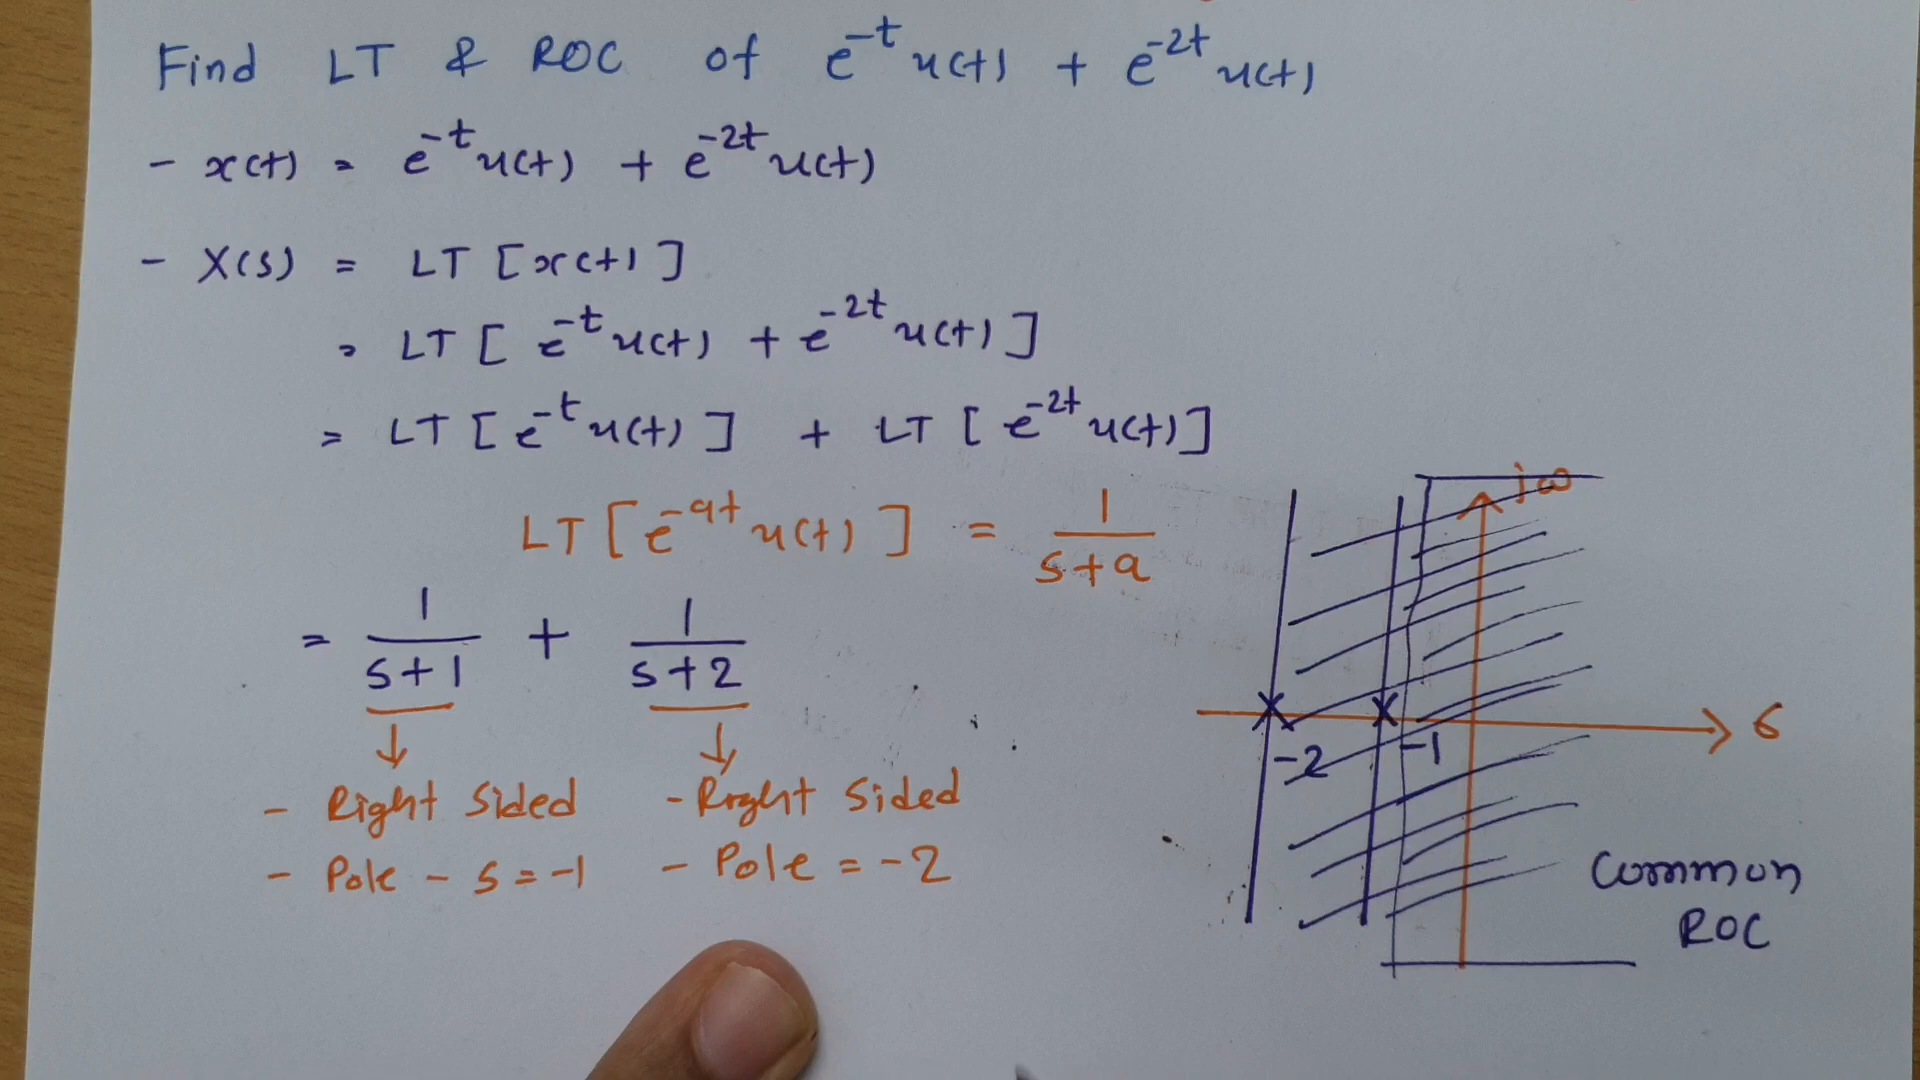 Find LT & ROC of e^-t u(t) + e^-2t u(t)
- x(t) = e^-t u(t) + e^-2t u(t)
- X(s) = LT [x(t)]
= LT [ e^-t u(t) + e^-2t u(t) ]
= LT [ e^-t u(t) ] + LT [ e^-2t u(t) ]
LT [ e^-at u(t) ] = 1/(s+a)
= 1/(s+1) + 1/(s+2)
↓ ↓
- Right Sided - Right Sided
- Pole - s = -1 - Pole = -2
jω
σ
-2 -1
Common
ROC